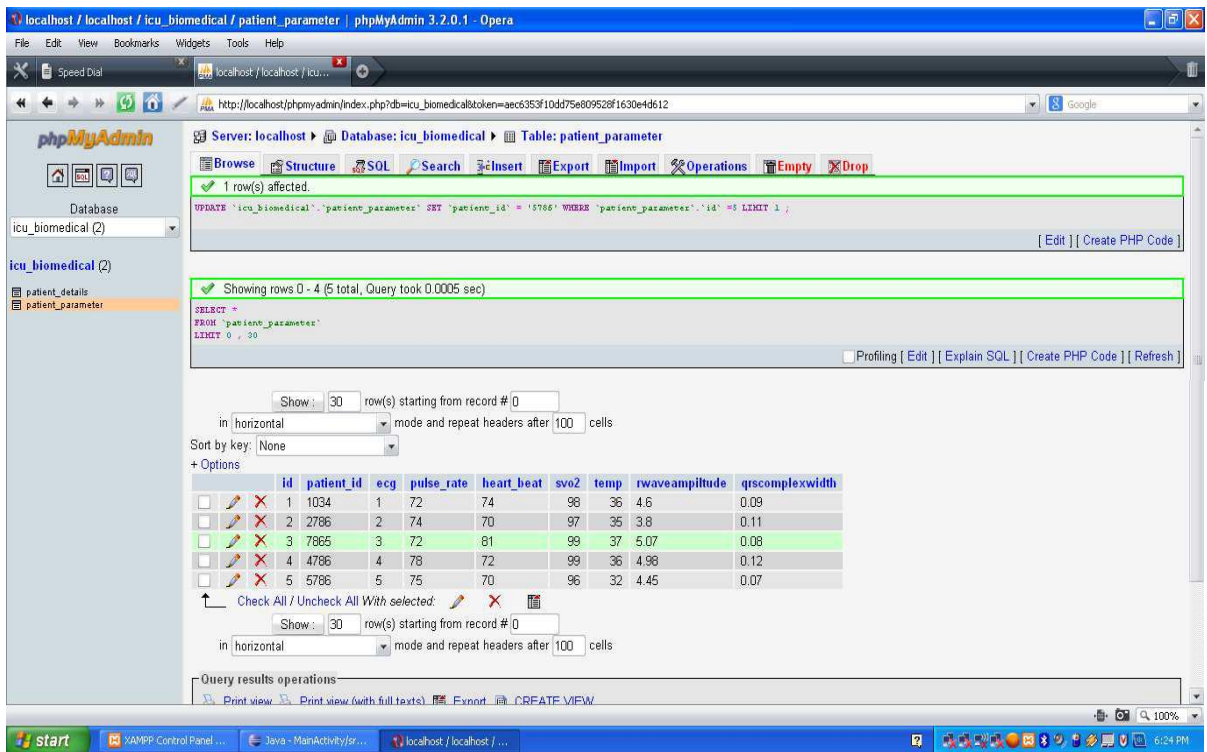 localhost / localhost / icu_biomedical / patient_parameter | phpMyAdmin 3.2.0.1 - Opera
File Edit View Bookmarks Widgets Tools Help
Speed Dial localhost / localhost / icu...
http://localhost/phpmyadmin/index.php?db=icu_biomedical&token=aec6353f10dd75e809528f1630e4d612 Google
phpMyAdmin
Server: localhost Database: icu_biomedical Table: patient_parameter
Browse Structure SQL Search Insert Export Import Operations Empty Drop
1 row(s) affected.
UPDATE `icu_biomedical`.`patient_parameter` SET `patient_id` = '5786' WHERE `patient_parameter`.`id` =5 LIMIT 1 ;
[ Edit ] [ Create PHP Code ]
Database
icu_biomedical (2)
icu_biomedical (2)
patient_details
patient_parameter
Showing rows 0 - 4 (5 total, Query took 0.0005 sec)
SELECT *
FROM `patient_parameter`
LIMIT 0 , 30
Profiling [ Edit ] [ Explain SQL ] [ Create PHP Code ] [ Refresh ]
Show : 30 row(s) starting from record # 0
in horizontal mode and repeat headers after 100 cells
Sort by key: None
+ Options
id patient_id ecg pulse_rate heart_beat svo2 temp rwaveampiltude qrscomplexwidth
1 1034 1 72 74 98 36 4.6 0.09
2 2786 2 74 70 97 35 3.8 0.11
3 7865 3 72 81 99 37 5.07 0.08
4 4786 4 78 72 99 36 4.98 0.12
5 5786 5 75 70 96 32 4.45 0.07
Check All / Uncheck All With selected:
Show : 30 row(s) starting from record # 0
in horizontal mode and repeat headers after 100 cells
Query results operations
Print view Print view (with full texts) Export CREATE VIEW
100%
start XAMPP Control Panel ... Java - MainActivity/sr... localhost / localhost / ... 6:24 PM